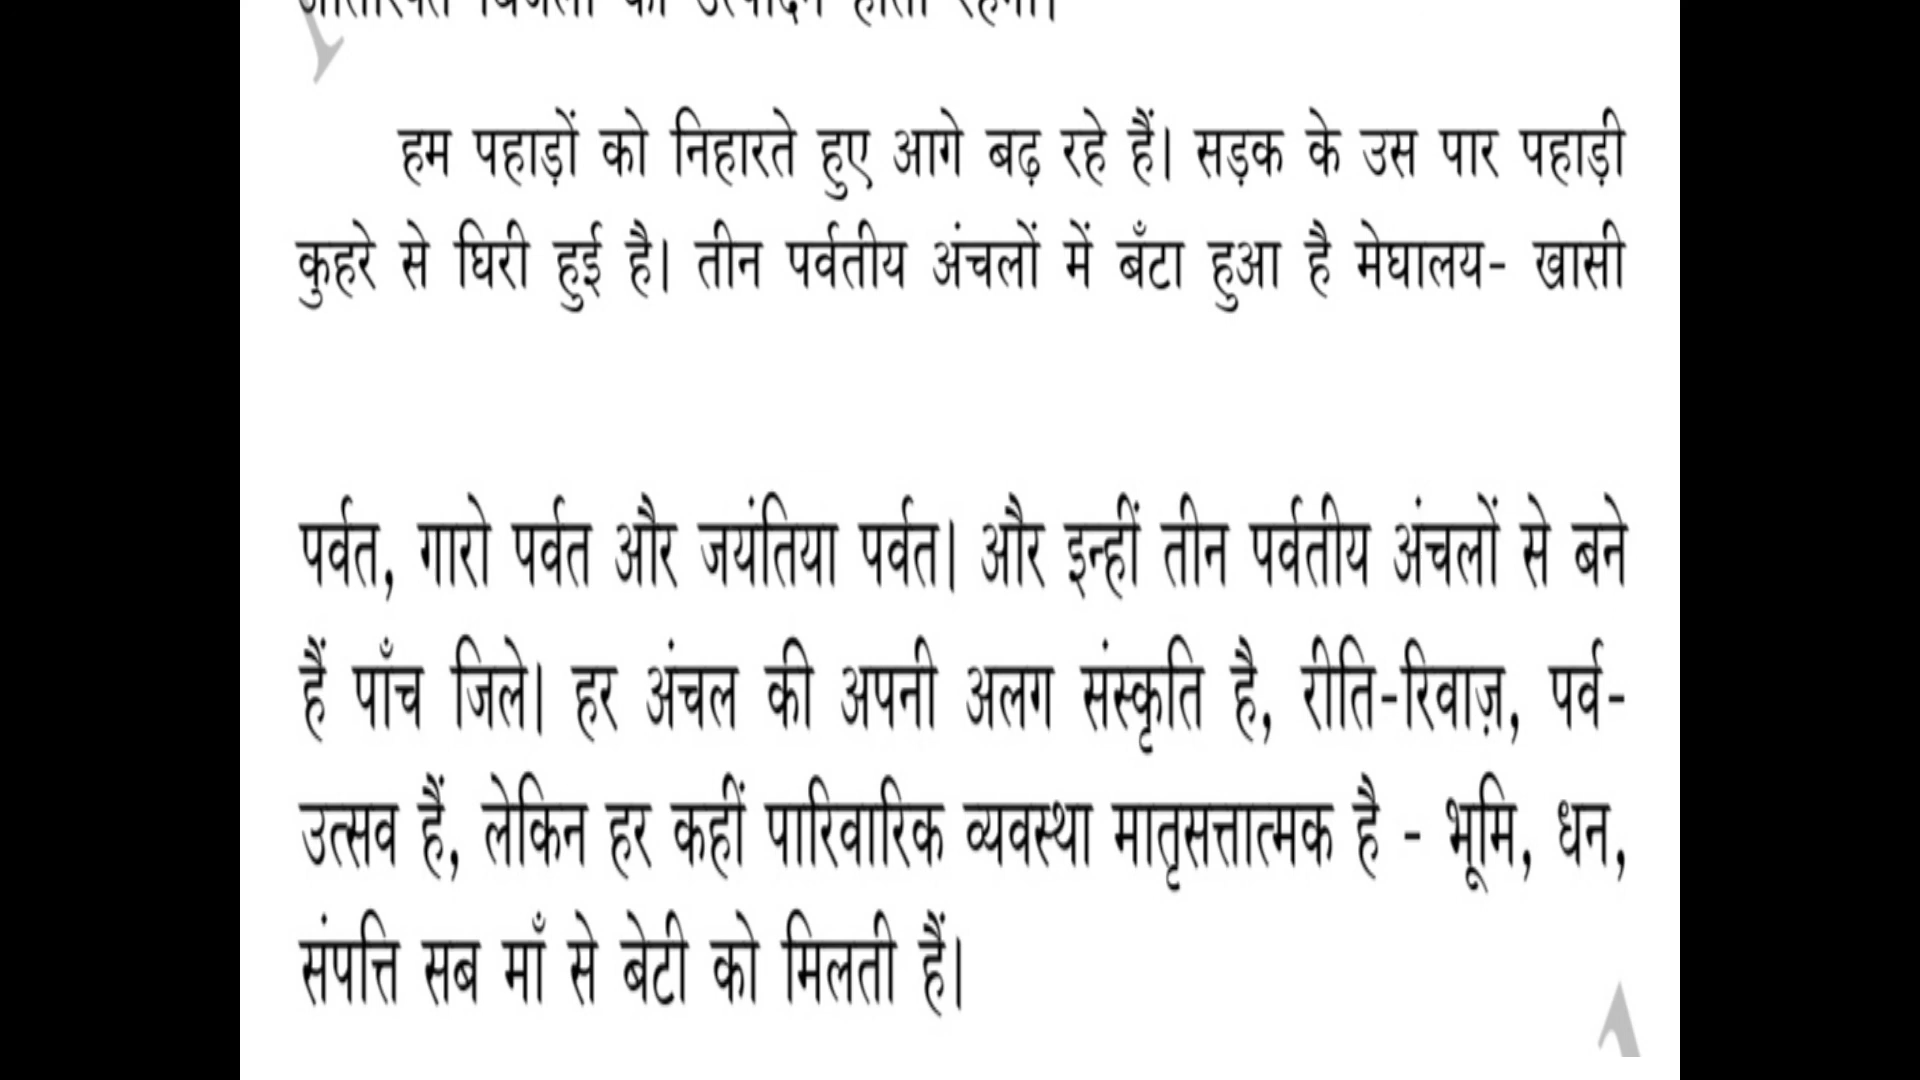 हम पहाड़ों को निहारते हुए आगे बढ़ रहे हैं। सड़क के उस पार पहाड़ी
कुहरे से घिरी हुई है। तीन पर्वतीय अंचलों में बँटा हुआ है मेघालय- खासी
पर्वत, गारो पर्वत और जयंतिया पर्वत। और इन्हीं तीन पर्वतीय अंचलों से बने
हैं पाँच जिले। हर अंचल की अपनी अलग संस्कृति है, रीति-रिवाज़, पर्व-
उत्सव हैं, लेकिन हर कहीं पारिवारिक व्यवस्था मातृसत्तात्मक है - भूमि, धन,
संपत्ति सब माँ से बेटी को मिलती हैं।